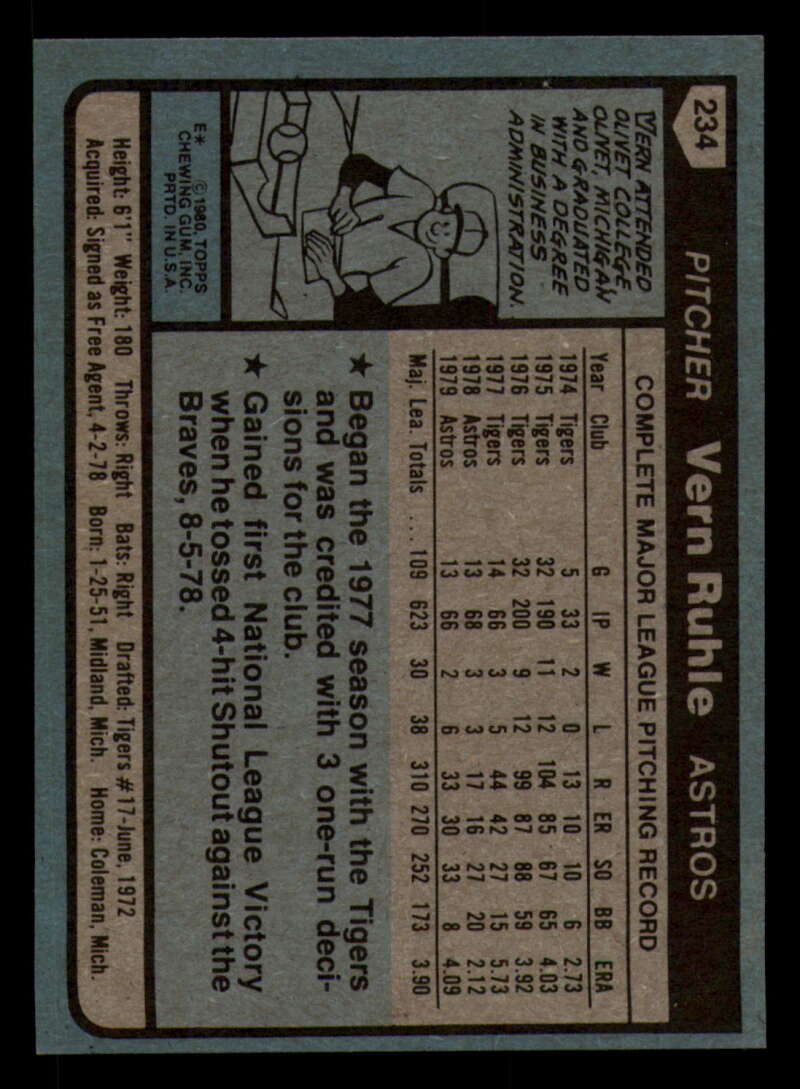 234
PITCHER Vern Ruhle ASTROS
VERN ATTENDED
OLIVET COLLEGE,
OLIVET, MICHIGAN
AND GRADUATED
WITH A DEGREE
IN BUSINESS
ADMINISTRATION.
E* © 1980, TOPPS
CHEWING GUM, INC.
PRTD. IN U.S.A.
COMPLETE MAJOR LEAGUE PITCHING RECORD
Year Club G IP W L R ER SO BB ERA
1974 Tigers 5 33 2 0 13 10 10 6 2.73
1975 Tigers 32 190 11 12 104 85 67 65 4.03
1976 Tigers 32 200 9 12 99 87 88 59 3.92
1977 Tigers 14 66 3 5 44 42 27 15 5.73
1978 Astros 13 68 3 3 17 16 27 20 2.12
1979 Astros 13 66 2 6 33 30 33 8 4.09
Maj. Lea. Totals ... 109 623 30 38 310 270 252 173 3.90
★ Began the 1977 season with the Tigers
and was credited with 3 one-run deci-
sions for the club.
★ Gained first National League Victory
when he tossed 4-hit Shutout against the
Braves, 8-5-78.
Height: 6'1" Weight: 180 Throws: Right Bats: Right Drafted: Tigers #17-June, 1972
Acquired: Signed as Free Agent, 4-2-78 Born: 1-25-51, Midland, Mich. Home: Coleman, Mich.